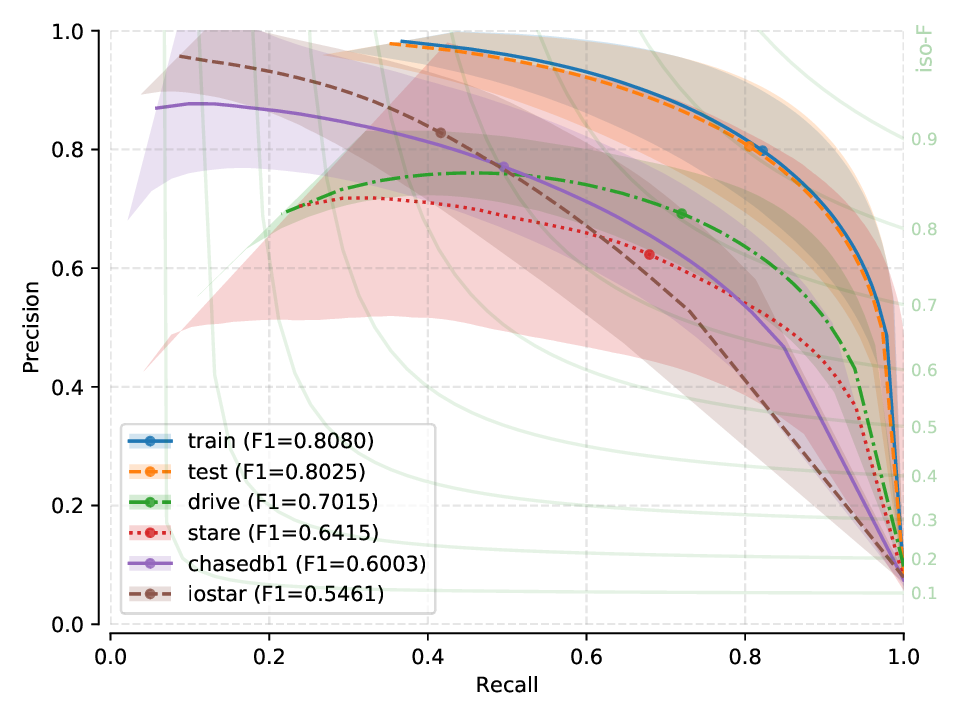 iso-F
1.0
0.8
0.6
0.4
0.2
0.0
Precision
0.9
0.8
0.7
0.6
0.5
0.4
0.3
0.2
0.1
train (F1=0.8080)
test (F1=0.8025)
drive (F1=0.7015)
stare (F1=0.6415)
chasedb1 (F1=0.6003)
iostar (F1=0.5461)
0.0 0.2 0.4 0.6 0.8 1.0
Recall